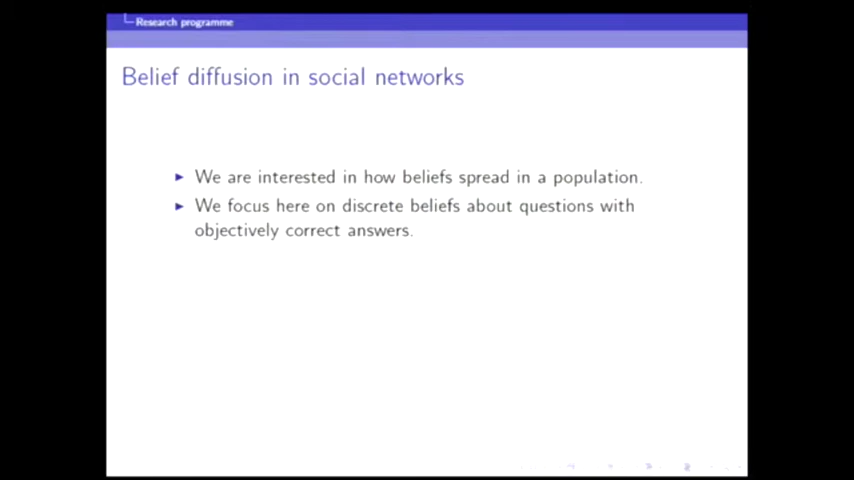 Research programme
Belief diffusion in social networks
We are interested in how beliefs spread in a population.
We focus here on discrete beliefs about questions with
objectively correct answers.